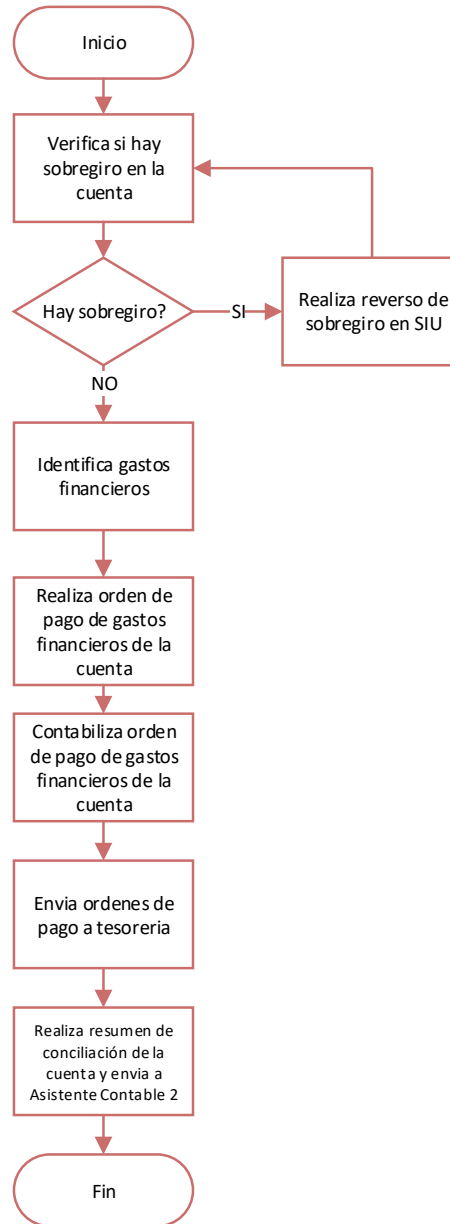 Inicio
Verifica si hay
sobregiro en la
cuenta
Hay sobregiro?
SI
Realiza reverso de
sobregiro en SIU
NO
Identifica gastos
financieros
Realiza orden de
pago de gastos
financieros de la
cuenta
Contabiliza orden
de pago de gastos
financieros de la
cuenta
Envia ordenes de
pago a tesoreria
Realiza resumen de
conciliación de la
cuenta y envia a
Asistente Contable 2
Fin